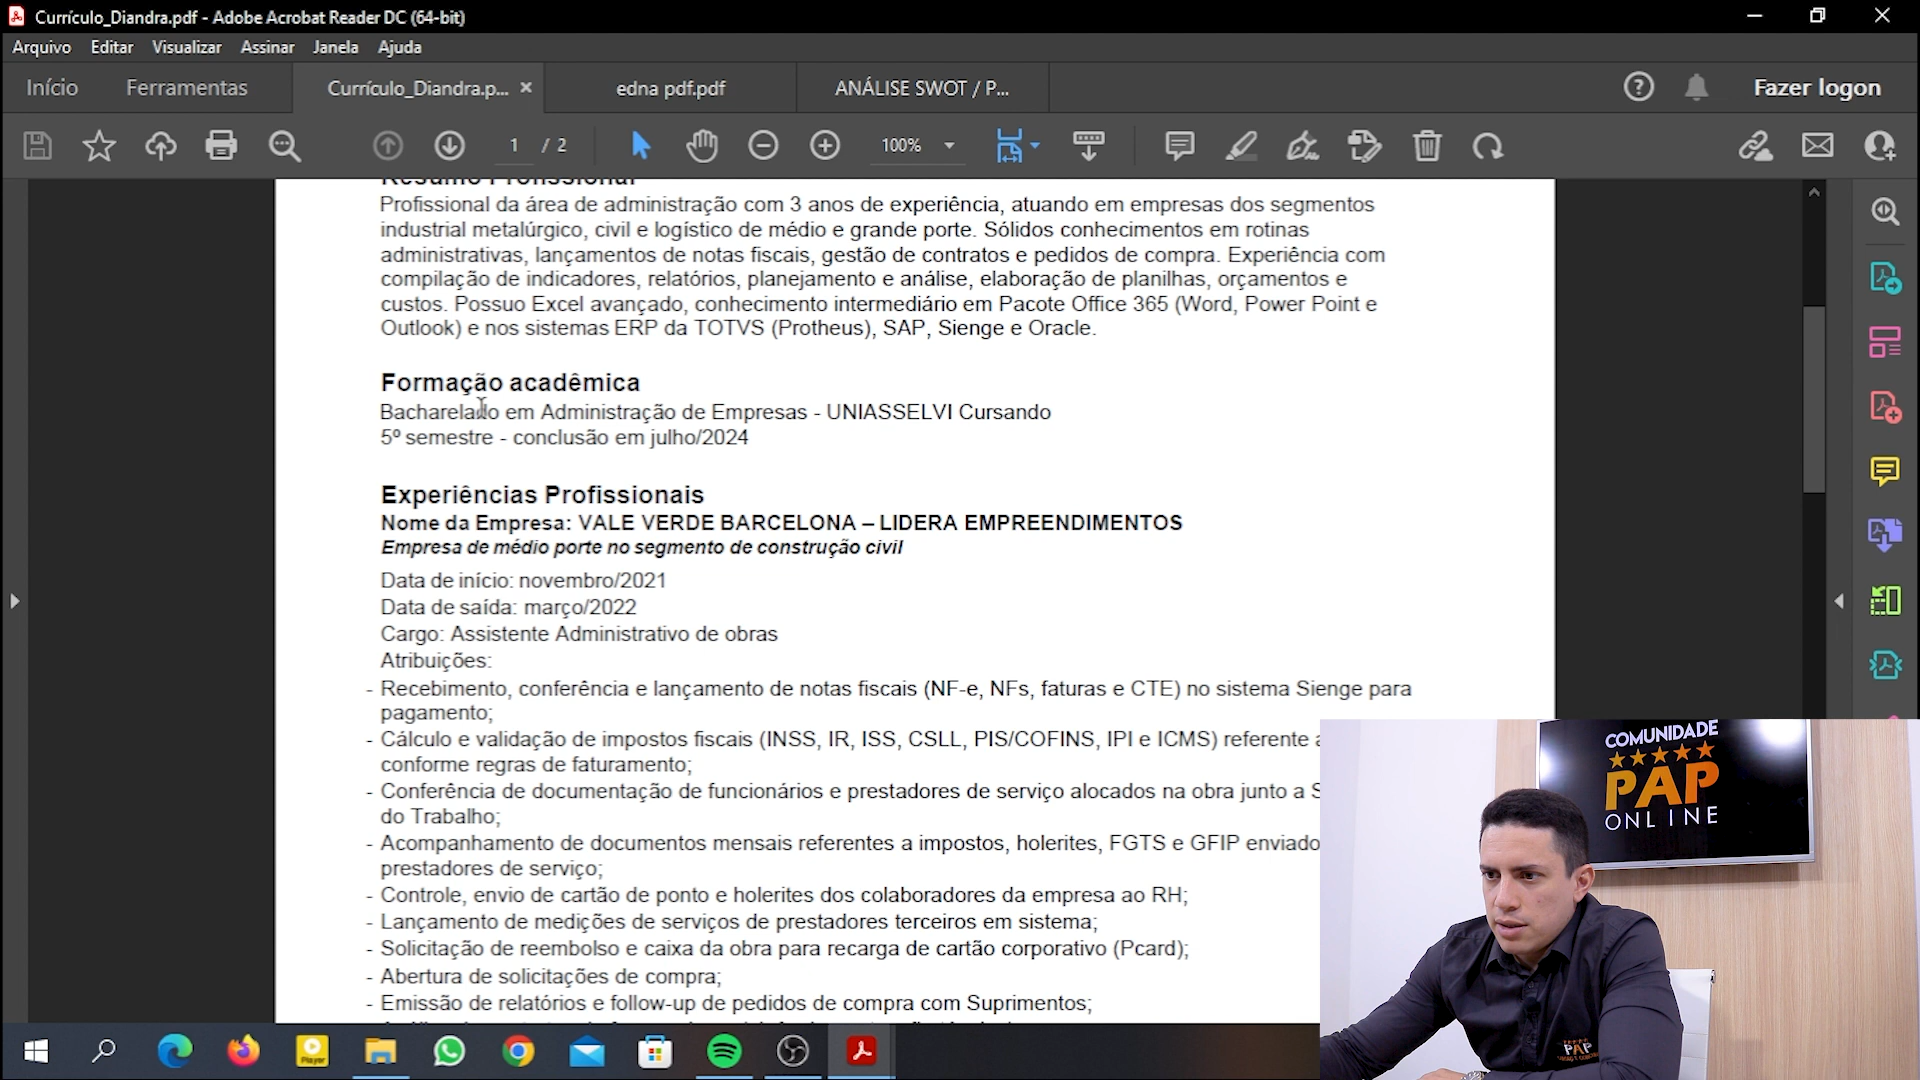 Currículo_Diandra.pdf - Adobe Acrobat Reader DC (64-bit)
Arquivo Editar Visualizar Assinar Janela Ajuda
Início Ferramentas Currículo_Diandra.p... edna pdf.pdf ANÁLISE SWOT / P... Fazer logon
1 / 2 100%
Resumo Profissional
Profissional da área de administração com 3 anos de experiência, atuando em empresas dos segmentos
industrial metalúrgico, civil e logístico de médio e grande porte. Sólidos conhecimentos em rotinas
administrativas, lançamentos de notas fiscais, gestão de contratos e pedidos de compra. Experiência com
compilação de indicadores, relatórios, planejamento e análise, elaboração de planilhas, orçamentos e
custos. Possuo Excel avançado, conhecimento intermediário em Pacote Office 365 (Word, Power Point e
Outlook) e nos sistemas ERP da TOTVS (Protheus), SAP, Sienge e Oracle.
Formação acadêmica
Bacharelado em Administração de Empresas - UNIASSELVI Cursando
5º semestre - conclusão em julho/2024
Experiências Profissionais
Nome da Empresa: VALE VERDE BARCELONA – LIDERA EMPREENDIMENTOS
Empresa de médio porte no segmento de construção civil
Data de início: novembro/2021
Data de saída: março/2022
Cargo: Assistente Administrativo de obras
Atribuições:
- Recebimento, conferência e lançamento de notas fiscais (NF-e, NFs, faturas e CTE) no sistema Sienge para
pagamento;
- Cálculo e validação de impostos fiscais (INSS, IR, ISS, CSLL, PIS/COFINS, IPI e ICMS) referente
conforme regras de faturamento;
- Conferência de documentação de funcionários e prestadores de serviço alocados na obra junto a
do Trabalho;
- Acompanhamento de documentos mensais referentes a impostos, holerites, FGTS e GFIP enviado
prestadores de serviço;
- Controle, envio de cartão de ponto e holerites dos colaboradores da empresa ao RH;
- Lançamento de medições de serviços de prestadores terceiros em sistema;
- Solicitação de reembolso e caixa da obra para recarga de cartão corporativo (Pcard);
- Abertura de solicitações de compra;
- Emissão de relatórios e follow-up de pedidos de compra com Suprimentos;
COMUNIDADE
PAP
ONLINE
PAP
Player